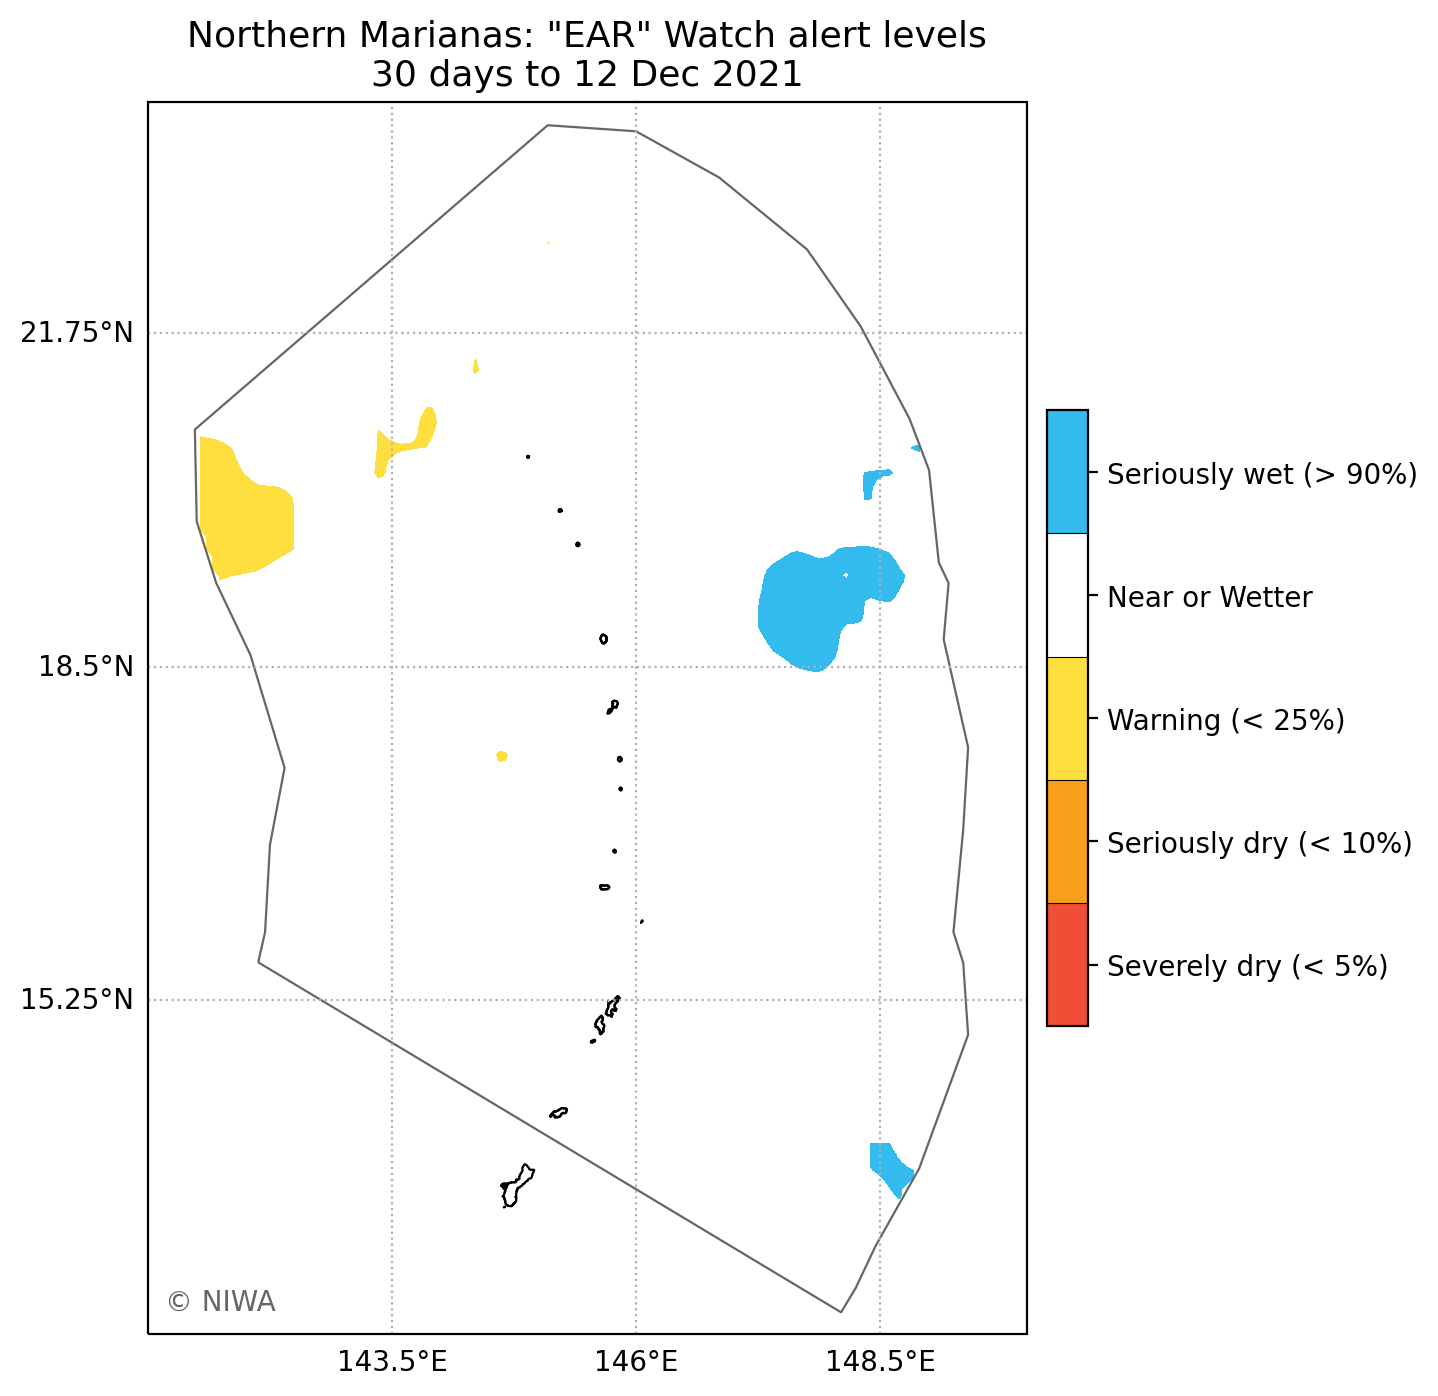 Northern Marianas: "EAR" Watch alert levels
30 days to 12 Dec 2021
21.75°N
18.5°N
15.25°N
143.5°E
146°E
148.5°E
Seriously wet (> 90%)
Near or Wetter
Warning (< 25%)
Seriously dry (< 10%)
Severely dry (< 5%)
© NIWA